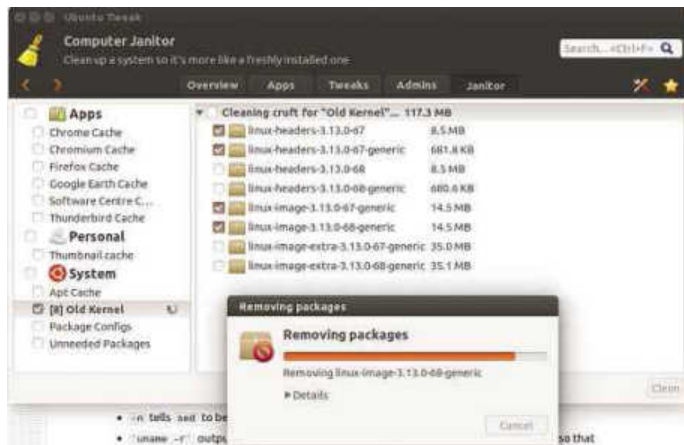 Ubuntu Tweak
Computer Janitor
Clean up a system so it's more like a freshly installed one
Search... <Ctrl+F>
Overview Apps Tweaks Admins Janitor
Apps
Chrome Cache
Chromium Cache
Firefox Cache
Google Earth Cache
Software Centre C...
Thunderbird Cache
Personal
Thumbnail cache
System
Apt Cache
[8] Old Kernel
Package Configs
Unneeded Packages
Cleaning cruft for "Old Kernel"... 117.3 MB
linux-headers-3.13.0-67 8.5 MB
linux-headers-3.13.0-67-generic 681.8 KB
linux-headers-3.13.0-68 8.5 MB
linux-headers-3.13.0-68-generic 680.6 KB
linux-image-3.13.0-67-generic 14.5 MB
linux-image-3.13.0-68-generic 14.5 MB
linux-image-extra-3.13.0-67-generic 35.0 MB
linux-image-extra-3.13.0-68-generic 35.1 MB
Removing packages
Removing packages
Removing linux-image-3.13.0-68-generic
Details
Cancel
Clean
-n tells sed to be
`uname -r` outpu
so that